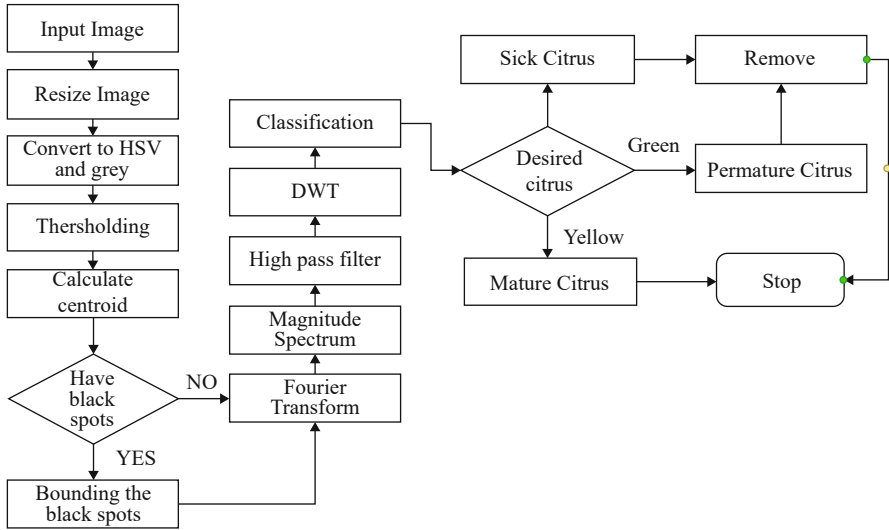 Input Image
Resize Image
Convert to HSV
and grey
Thersholding
Calculate
centroid
Have
black
spots
NO
YES
Bounding the
black spots
Fourier
Transform
Magnitude
Spectrum
High pass filter
DWT
Classification
Desired
citrus
Sick Citrus
Remove
Green
Permature Citrus
Yellow
Mature Citrus
Stop